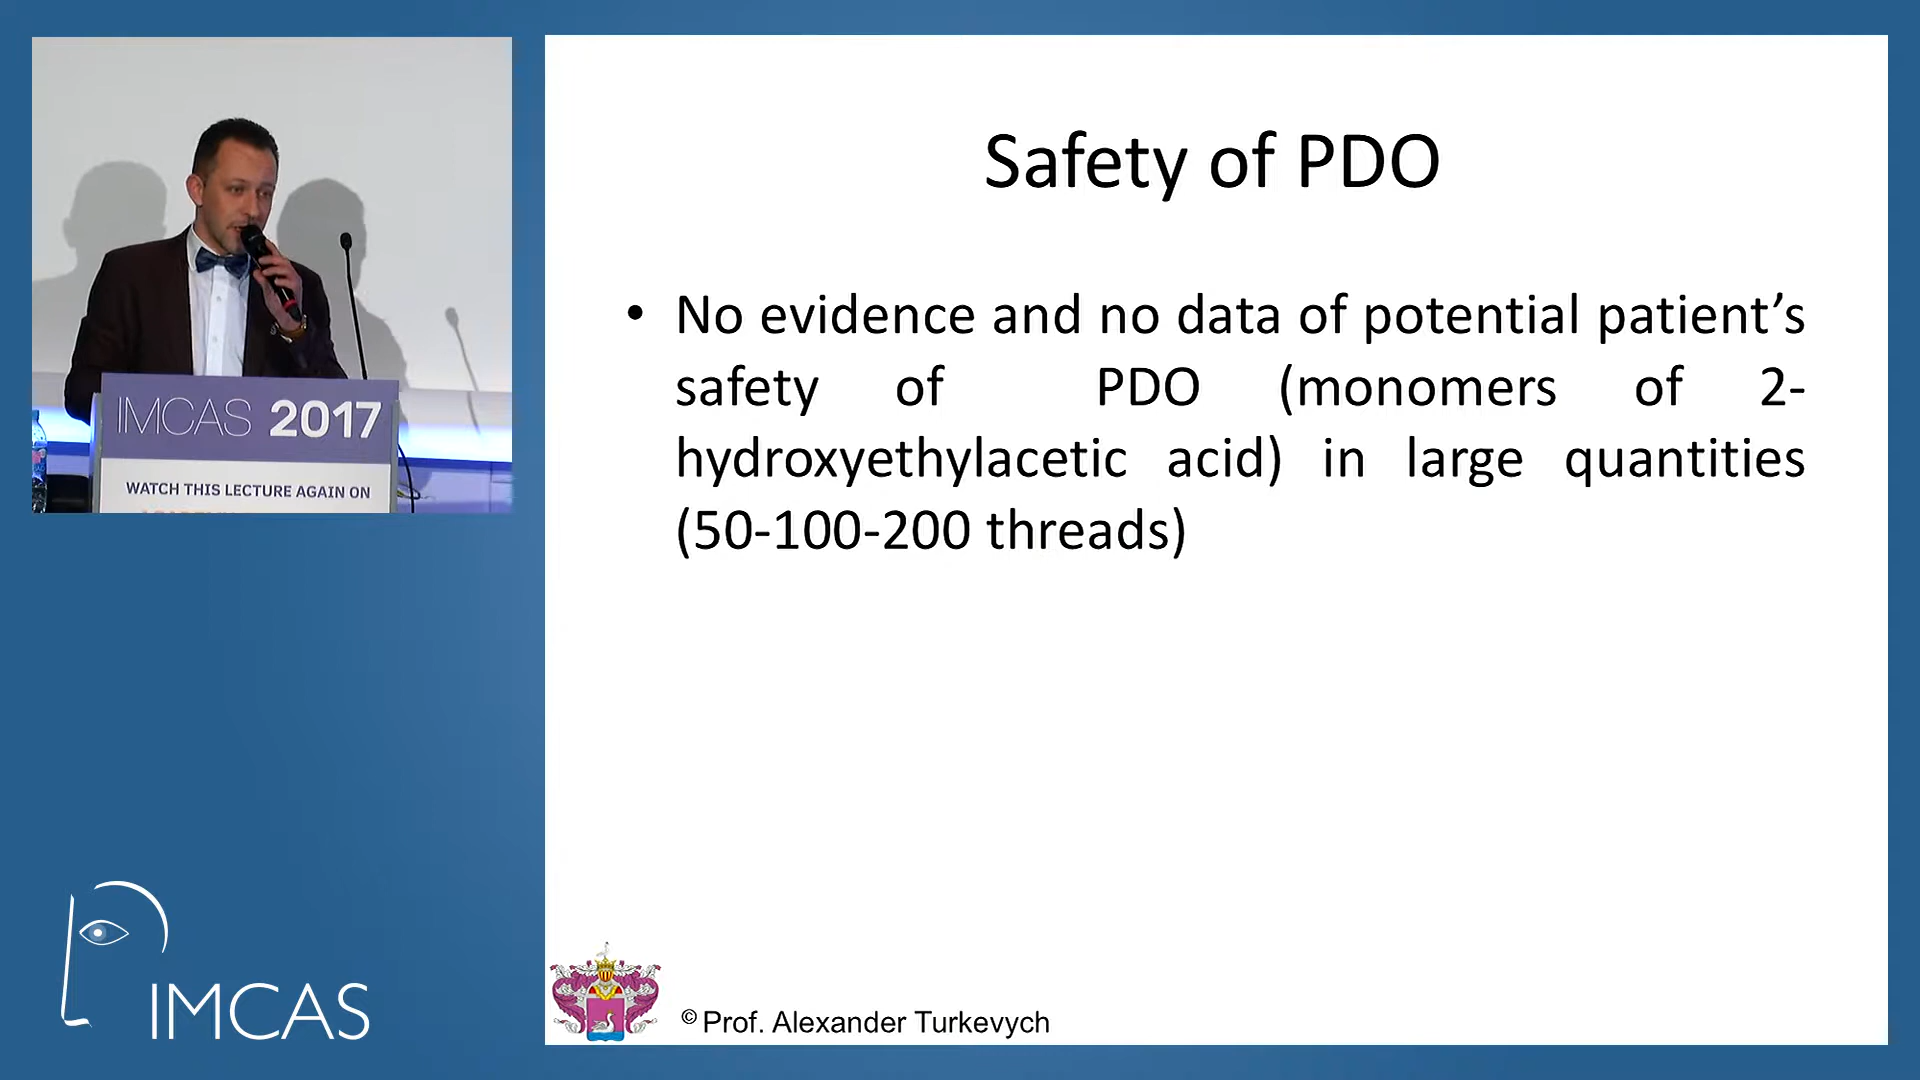 Safety of PDO
• No evidence and no data of potential patient’s
safety of PDO (monomers of 2-
hydroxyethylacetic acid) in large quantities
(50-100-200 threads)
© Prof. Alexander Turkevych
IMCAS 2017
WATCH THIS LECTURE AGAIN ON
IMCAS